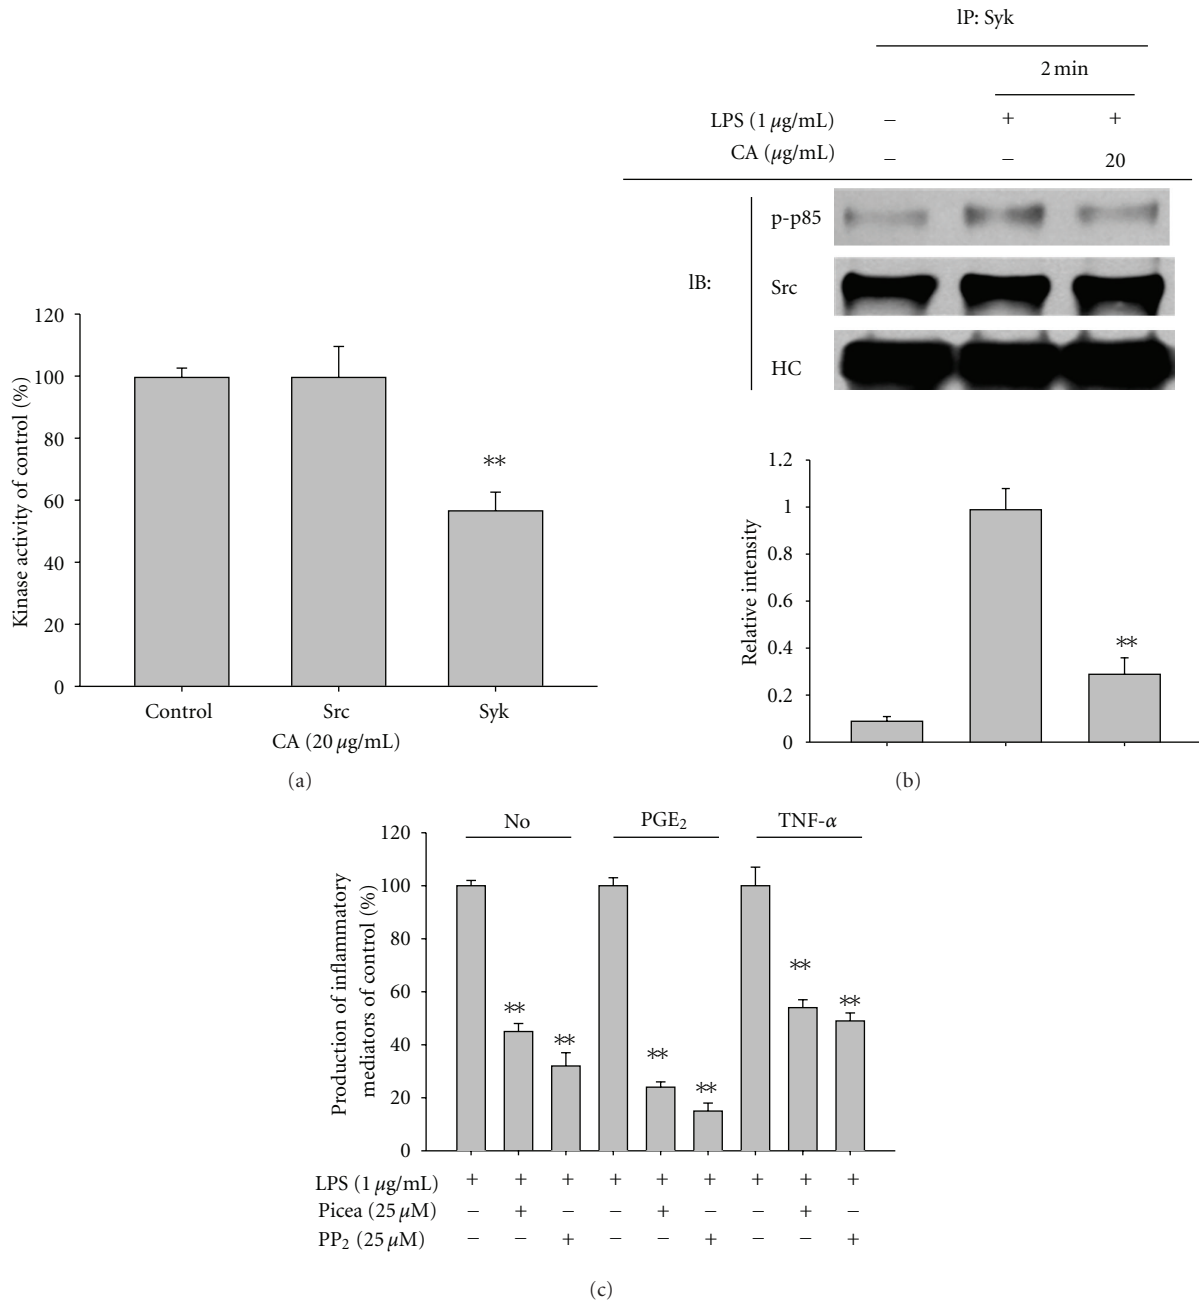 IP: Syk
2 min
LPS (1 μg/mL) − + +
CA (μg/mL) − − 20
IB:
p-p85
Src
HC
Kinase activity of control (%)
120
100
80
60
40
20
0
**
Control Src Syk
CA (20 μg/mL)
(a)
Relative intensity
1.2
1
0.8
0.6
0.4
0.2
0
**
(b)
Production of inflammatory
mediators of control (%)
120
100
80
60
40
20
0
No PGE₂ TNF-α
** ** ** ** ** **
LPS (1 μg/mL) + + + + + + + + +
Picea (25 μM) − + − − + − − + −
PP₂ (25 μM) − − + − − + − − +
(c)